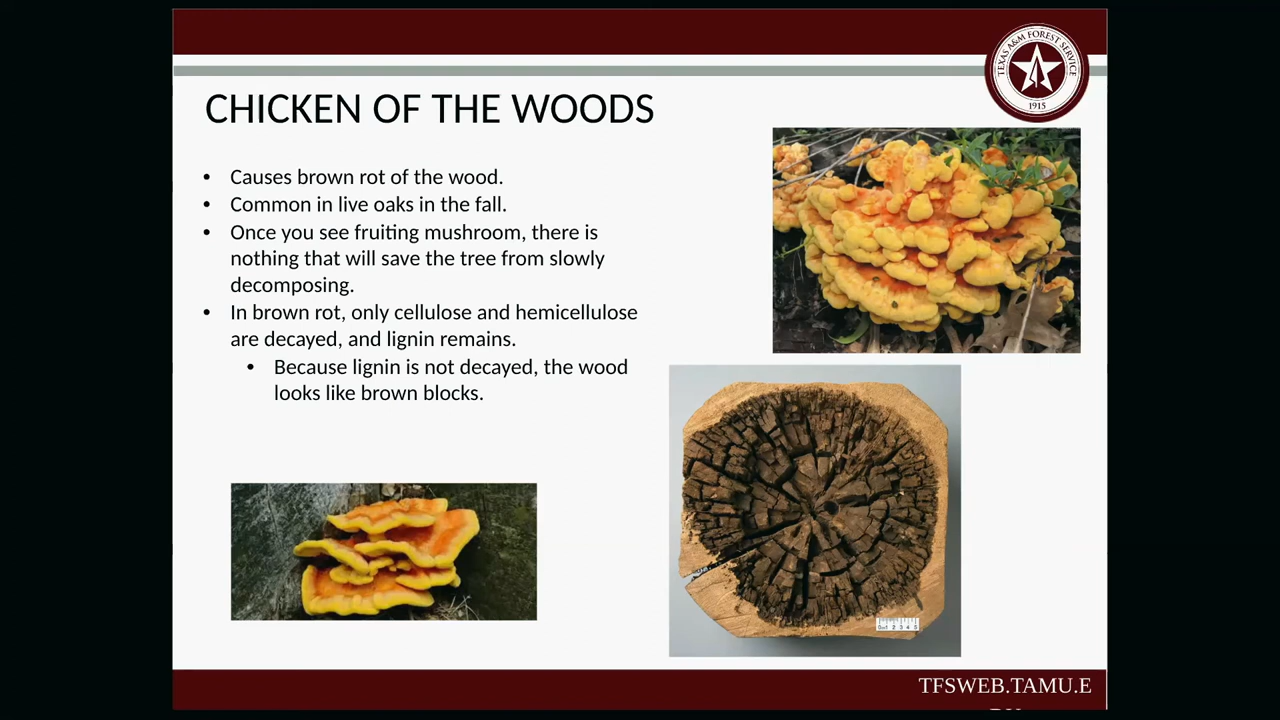 TEXAS A&M FOREST SERVICE
1915
CHICKEN OF THE WOODS
• Causes brown rot of the wood.
• Common in live oaks in the fall.
• Once you see fruiting mushroom, there is
nothing that will save the tree from slowly
decomposing.
• In brown rot, only cellulose and hemicellulose
are decayed, and lignin remains.
• Because lignin is not decayed, the wood
looks like brown blocks.
TFSWEB.TAMU.E